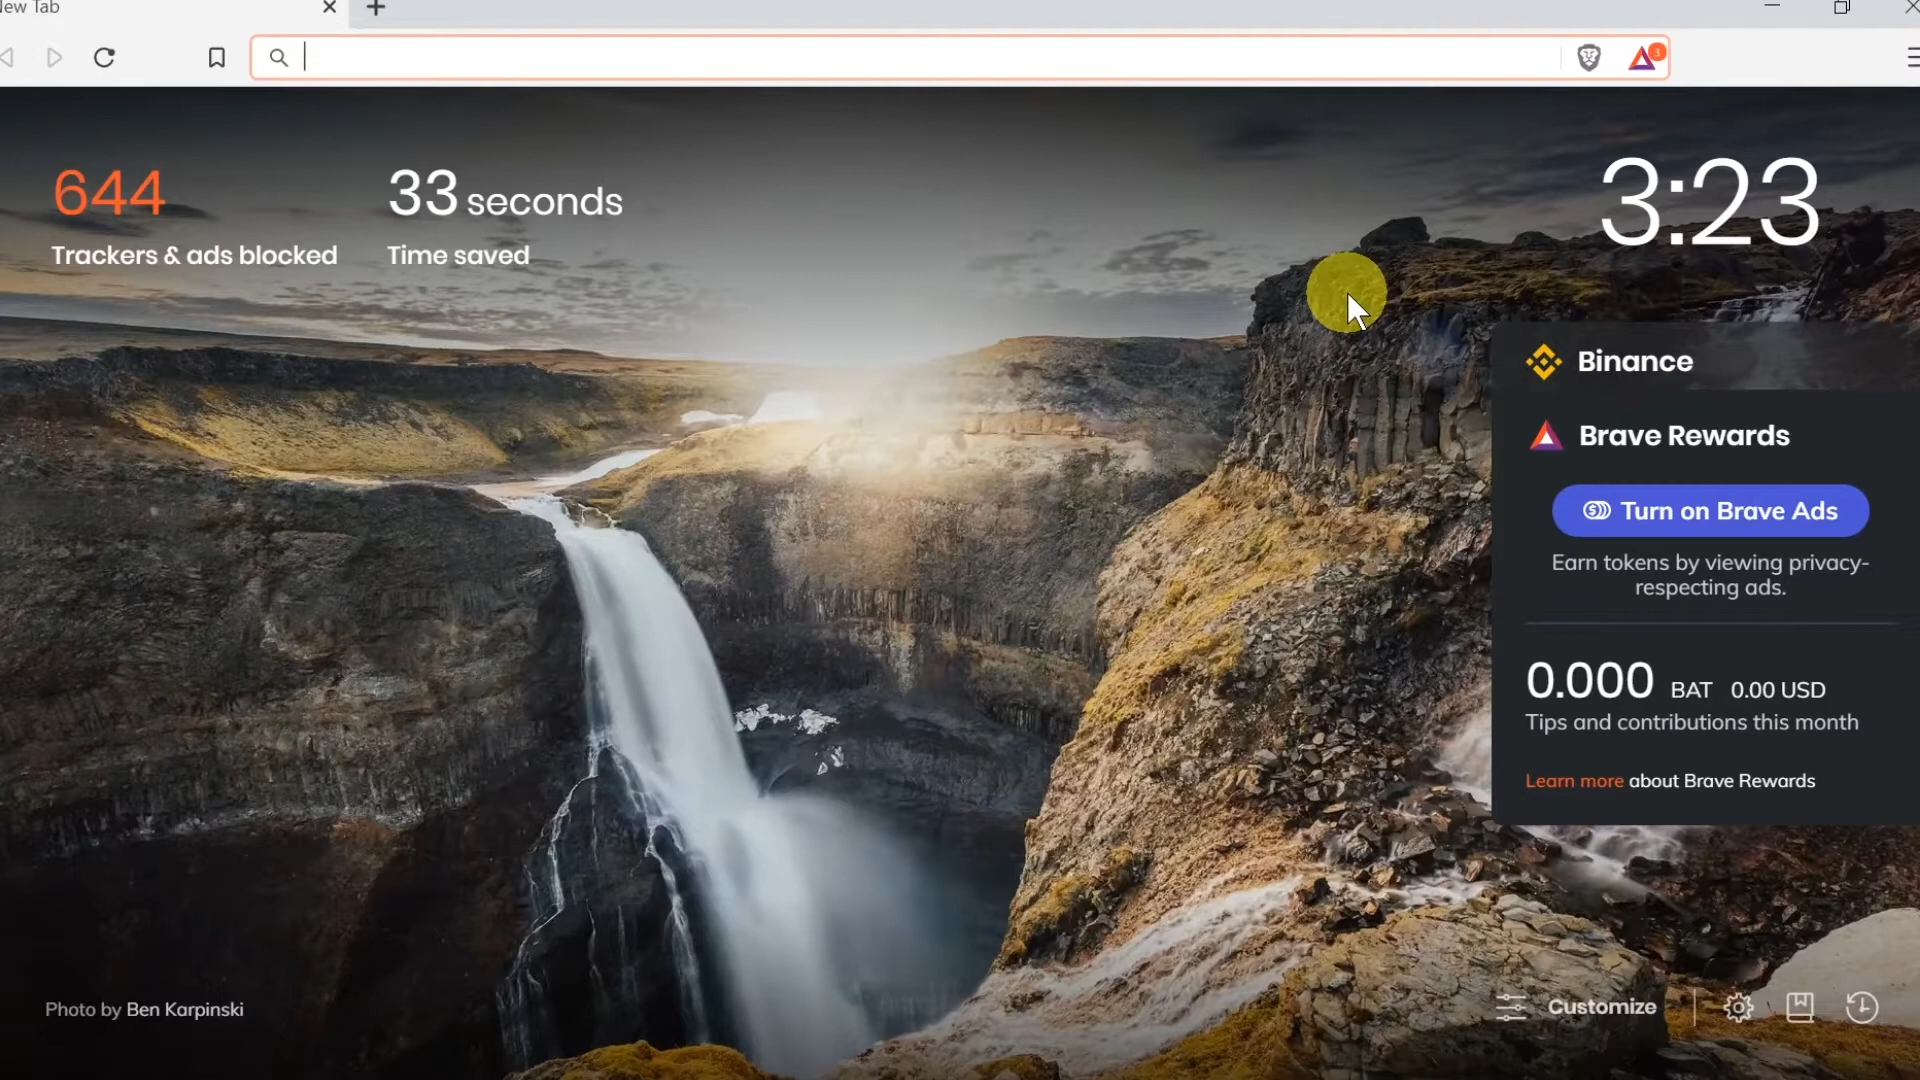 New Tab
3
644
33 seconds
3:23
Trackers & ads blocked
Time saved
Binance
Brave Rewards
Turn on Brave Ads
Earn tokens by viewing privacy-
respecting ads.
0.000 BAT 0.00 USD
Tips and contributions this month
Learn more about Brave Rewards
Photo by Ben Karpinski
Customize